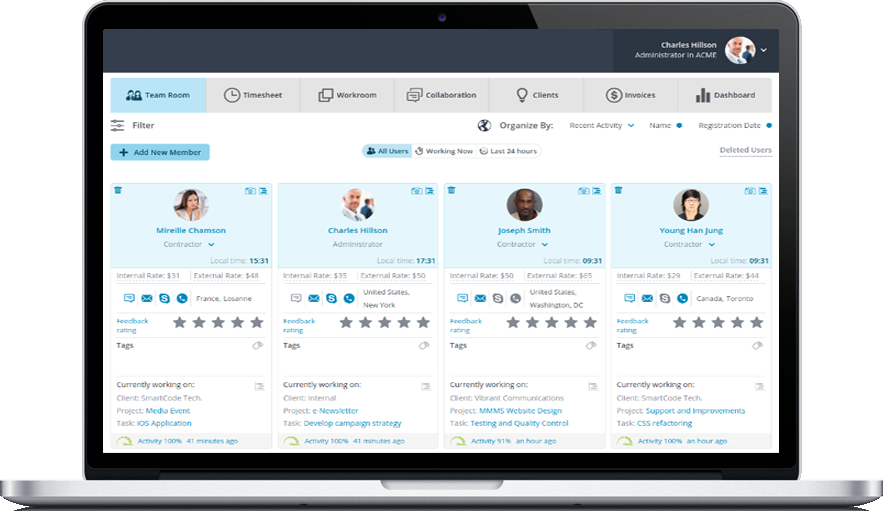 Charles Hillson
Administrator in ACME
Team Room Timesheet Workroom Collaboration Clients Invoices Dashboard
Filter Organize By: Recent Activity Name Registration Date
+ Add New Member All Users Working Now Last 24 hours Deleted Users
Mireille Chamson
Contractor
Local time: 15:31
Internal Rate: $31 External Rate: $48
France, Losanne
Feedback
rating
Tags
Currently working on:
Client: SmartCode Tech.
Project: Media Event
Task: iOS Application
Activity 100% 41 minutes ago
Charles Hillson
Administrator
Local time: 17:31
Internal Rate: $35 External Rate: $50
United States,
New York
Feedback
rating
Tags
Currently working on:
Client: Internal
Project: e-Newsletter
Task: Develop campaign strategy
Activity 100% 41 minutes ago
Joseph Smith
Contractor
Local time: 09:31
Internal Rate: $50 External Rate: $65
United States,
Washington, DC
Feedback
rating
Tags
Currently working on:
Client: Vibrant Communications
Project: MMMS Website Design
Task: Testing and Quality Control
Activity 91% an hour ago
Young Han Jung
Contractor
Local time: 09:31
Internal Rate: $29 External Rate: $44
Canada, Toronto
Feedback
rating
Tags
Currently working on:
Client: SmartCode Tech.
Project: Support and Improvements
Task: CSS refactoring
Activity 100% an hour ago